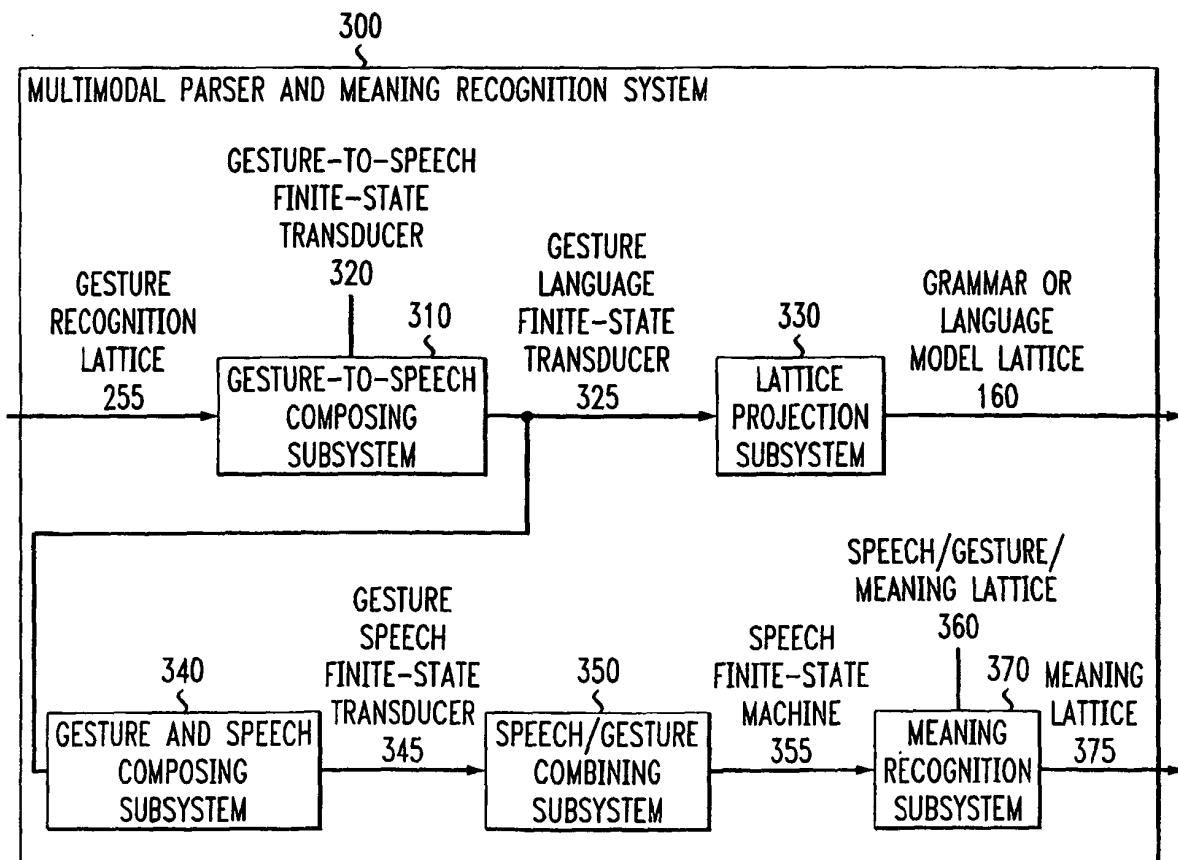 300
MULTIMODAL PARSER AND MEANING RECOGNITION SYSTEM
GESTURE-TO-SPEECH
FINITE-STATE
TRANSDUCER
320
GESTURE
RECOGNITION
LATTICE
255
310
GESTURE-TO-SPEECH
COMPOSING
SUBSYSTEM
GESTURE
LANGUAGE
FINITE-STATE
TRANSDUCER
325
330
LATTICE
PROJECTION
SUBSYSTEM
GRAMMAR OR
LANGUAGE
MODEL LATTICE
160
340
GESTURE AND SPEECH
COMPOSING
SUBSYSTEM
GESTURE
SPEECH
FINITE-STATE
TRANSDUCER
345
350
SPEECH/GESTURE
COMBINING
SUBSYSTEM
SPEECH
FINITE-STATE
MACHINE
355
SPEECH/GESTURE/
MEANING LATTICE
360
370
MEANING
RECOGNITION
SUBSYSTEM
MEANING
LATTICE
375